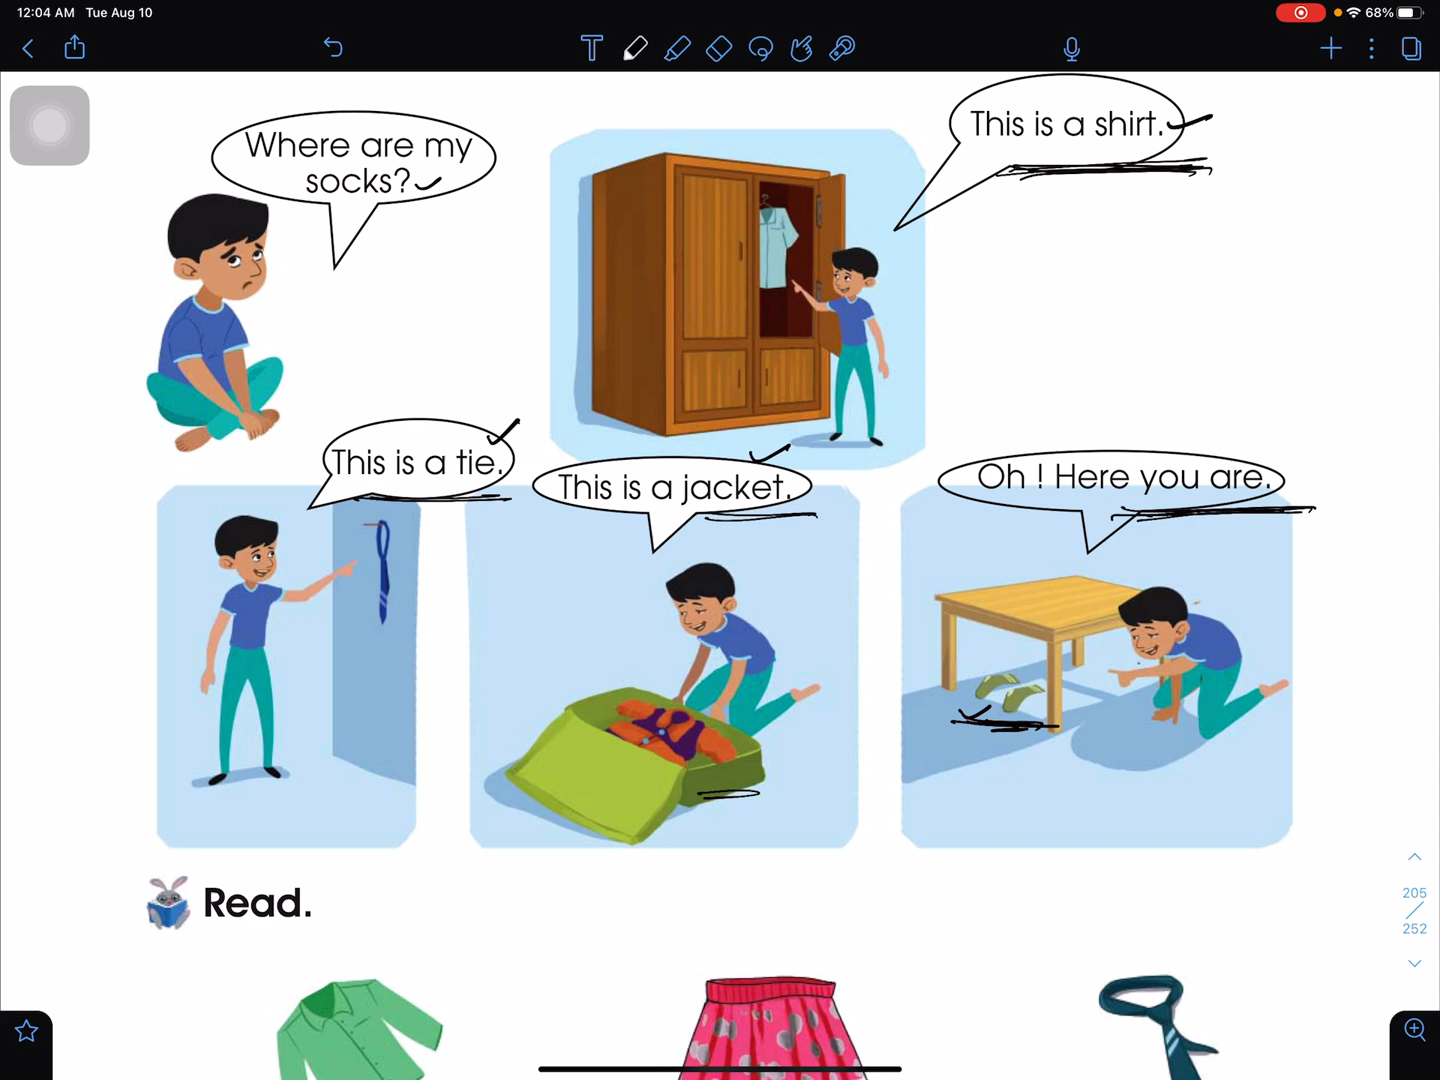 12:04 AM Tue Aug 10
68%
Where are my
socks?
This is a shirt.
This is a tie.
This is a jacket.
Oh ! Here you are.
Read.
205
252